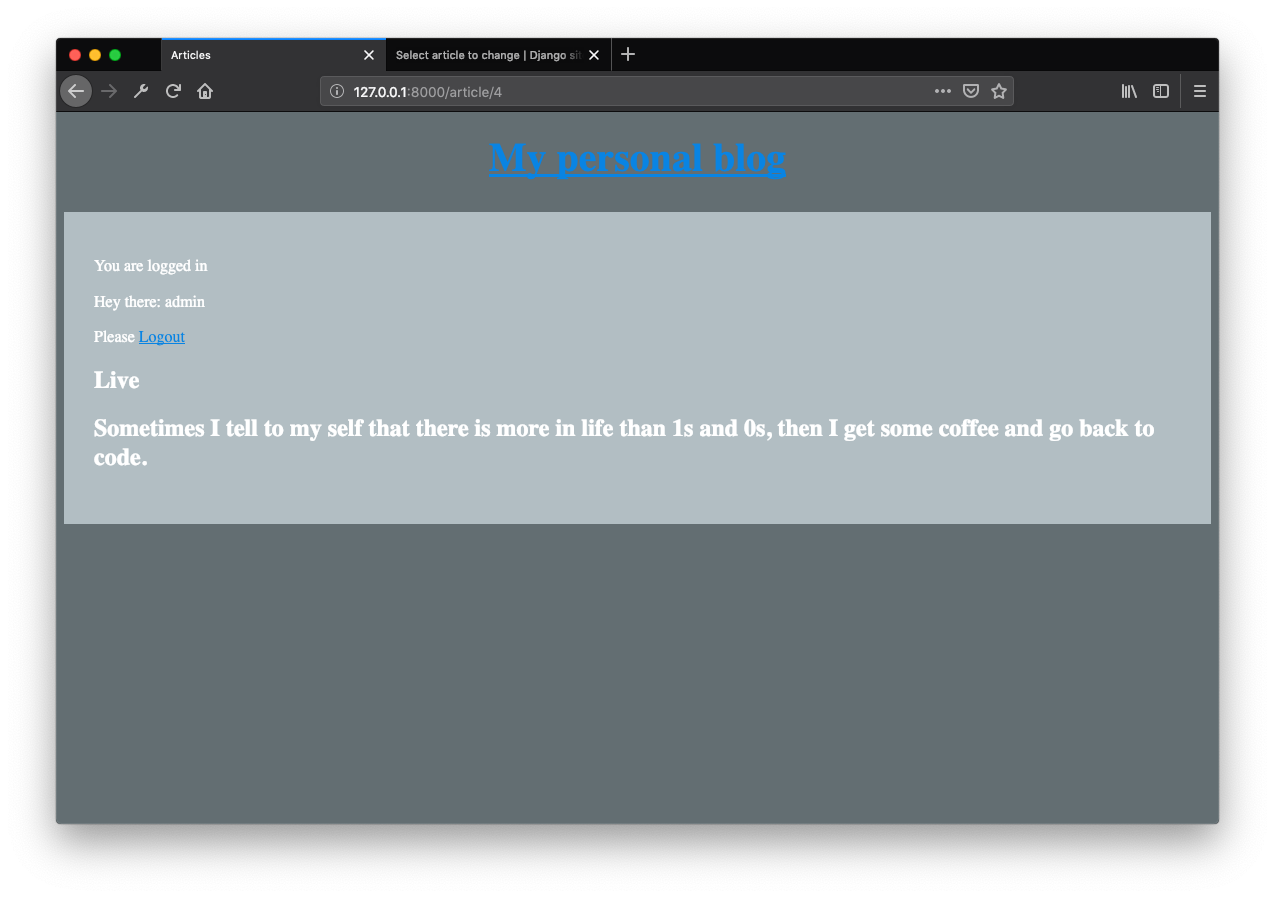 Articles
Select article to change | Django sit
127.0.0.1:8000/article/4
My personal blog
You are logged in
Hey there: admin
Please Logout
Live
Sometimes I tell to my self that there is more in life than 1s and 0s, then I get some coffee and go back to
code.